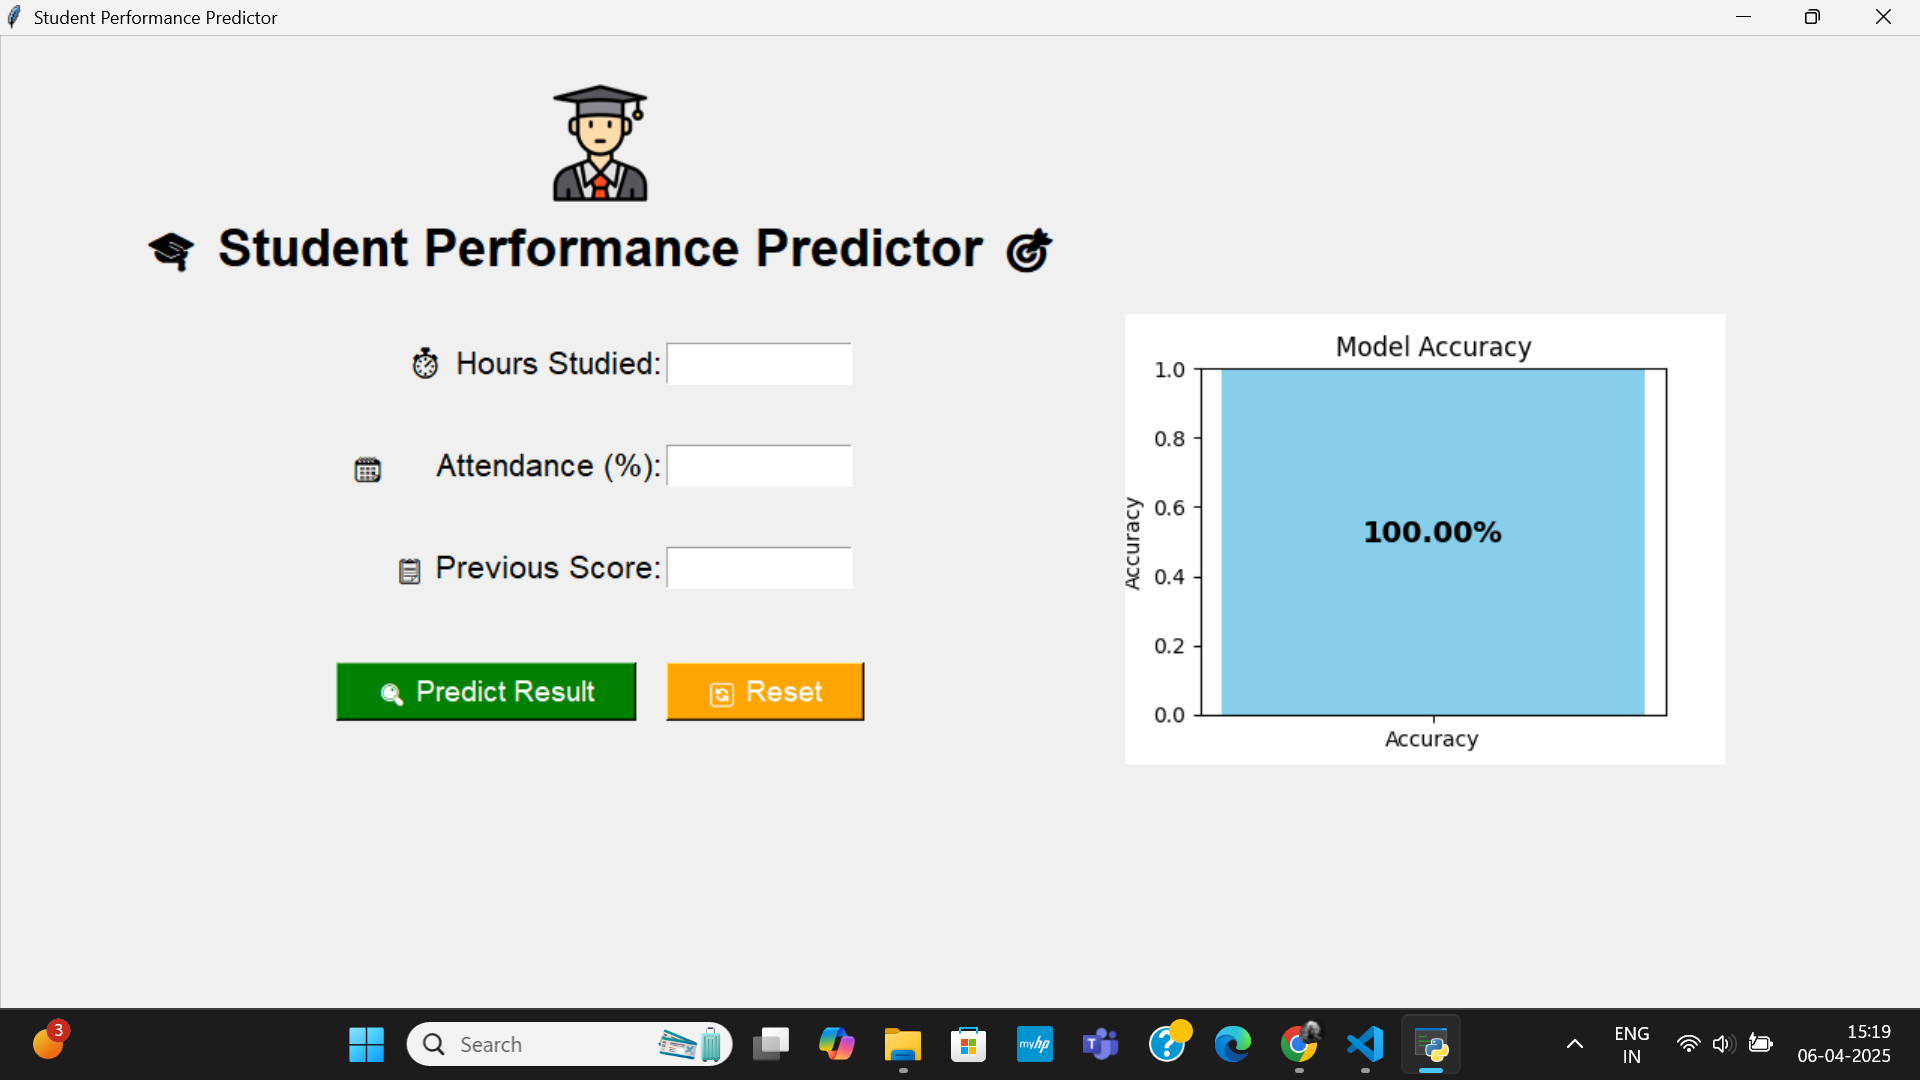 Student Performance Predictor
Student Performance Predictor
Hours Studied:
Attendance (%):
Previous Score:
Predict Result
Reset
Model Accuracy
1.0
0.8
0.6
0.4
0.2
0.0
Accuracy
100.00%
Accuracy
3
Search
myhp
T
?
ENG
IN
15:19
06-04-2025